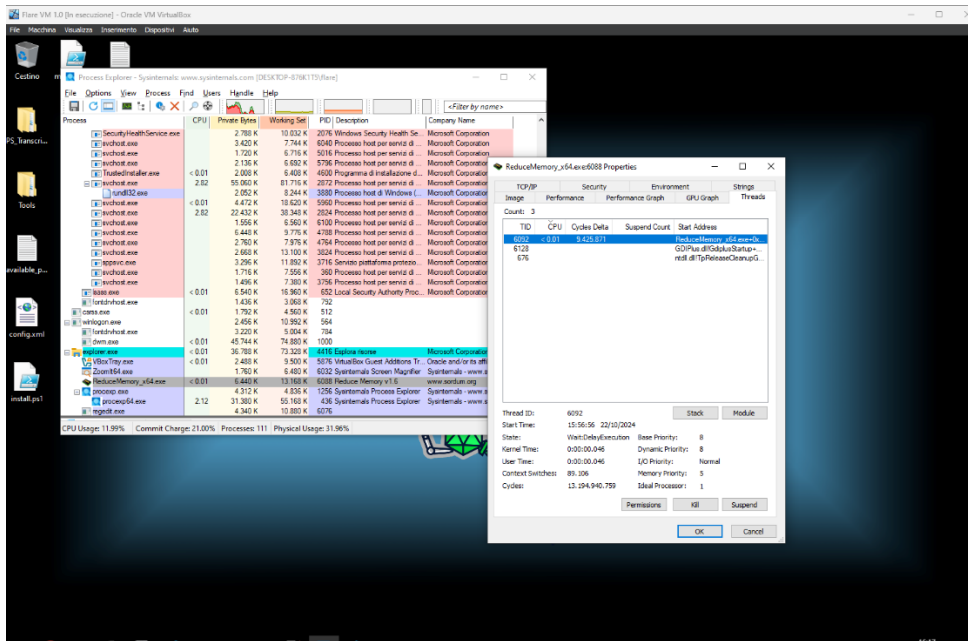 Flare VM 1.0 [In esecuzione] - Oracle VM VirtualBox
File Macchina Visualizza Inserimento Dispositivi Aiuto
Cestino
PS_Transcri...
Tools
available_p...
config.xml
install.ps1
Process Explorer - Sysinternals: www.sysinternals.com [DESKTOP-876K1TS\flare]
File Options View Process Find Users Handle Help
<Filter by name>
Process CPU Private Bytes Working Set PID Description Company Name
SecurityHealthService.exe 2.788 K 10.032 K 2076 Windows Security Health Se... Microsoft Corporation
svchost.exe 3.420 K 7.744 K 6040 Processo host per servizi di ... Microsoft Corporation
svchost.exe 1.720 K 6.716 K 5016 Processo host per servizi di ... Microsoft Corporation
svchost.exe 2.136 K 6.692 K 5796 Processo host per servizi di ... Microsoft Corporation
TrustedInstaller.exe < 0.01 2.008 K 6.408 K 4600 Programma di installazione d... Microsoft Corporation
svchost.exe 2.82 55.060 K 81.716 K 2872 Processo host per servizi di ... Microsoft Corporation
rundll32.exe 2.052 K 8.244 K 3880 Processo host di Windows (... Microsoft Corporation
svchost.exe < 0.01 4.472 K 18.620 K 5960 Processo host per servizi di ... Microsoft Corporation
svchost.exe 2.82 22.432 K 38.348 K 2824 Processo host per servizi di ... Microsoft Corporation
svchost.exe 1.556 K 6.560 K 6100 Processo host per servizi di ... Microsoft Corporation
svchost.exe 6.448 K 9.776 K 4788 Processo host per servizi di ... Microsoft Corporation
svchost.exe 2.760 K 7.976 K 4764 Processo host per servizi di ... Microsoft Corporation
svchost.exe 2.668 K 13.100 K 3824 Processo host per servizi di ... Microsoft Corporation
sppsvc.exe 3.296 K 11.892 K 3716 Servizio piattaforma protezio... Microsoft Corporation
svchost.exe 1.716 K 7.556 K 360 Processo host per servizi di ... Microsoft Corporation
svchost.exe 1.496 K 7.380 K 3756 Processo host per servizi di ... Microsoft Corporation
lsass.exe < 0.01 6.540 K 16.960 K 652 Local Security Authority Proc... Microsoft Corporation
fontdrvhost.exe 1.436 K 3.068 K 792
csrss.exe < 0.01 1.792 K 4.560 K 512
winlogon.exe 2.456 K 10.992 K 564
fontdrvhost.exe 3.220 K 5.004 K 784
dwm.exe < 0.01 45.744 K 74.880 K 1000
explorer.exe < 0.01 36.788 K 73.328 K 4416 Esplora risorse Microsoft Corporation
VBoxTray.exe < 0.01 2.488 K 9.500 K 5876 VirtualBox Guest Additions Tr... Oracle and/or its affi
ZoomIt64.exe 1.760 K 6.480 K 6032 Sysinternals Screen Magnifier Sysinternals - www.s
ReduceMemory_x64.exe < 0.01 6.440 K 13.168 K 6088 Reduce Memory v1.6 www.sordum.org
procexp.exe 4.312 K 4.836 K 1256 Sysinternals Process Explorer Sysinternals - www.s
procexp64.exe 2.12 31.380 K 55.168 K 436 Sysinternals Process Explorer Sysinternals - www.s
regedit.exe 4.340 K 10.880 K 6076
CPU Usage: 11.99% Commit Charge: 21.00% Processes: 111 Physical Usage: 31.96%
ReduceMemory_x64.exe:6088 Properties
TCP/IP Security Environment Strings
Image Performance Performance Graph GPU Graph Threads
Count: 3
TID CPU Cycles Delta Suspend Count Start Address
6092 < 0.01 9.425.871 ReduceMemory_x64.exe+0x...
6128 GDIPlus.dll!GdiplusStartup+...
676 ntdll.dll!TpReleaseCleanupG...
Thread ID: 6092 Stack Module
Start Time: 15:56:56 22/10/2024
State: Wait:DelayExecution Base Priority: 8
Kernel Time: 0:00:00.046 Dynamic Priority: 8
User Time: 0:00:00.046 I/O Priority: Normal
Context Switches: 89.106 Memory Priority: 5
Cycles: 13.194.940.759 Ideal Processor: 1
Permissions Kill Suspend
OK Cancel